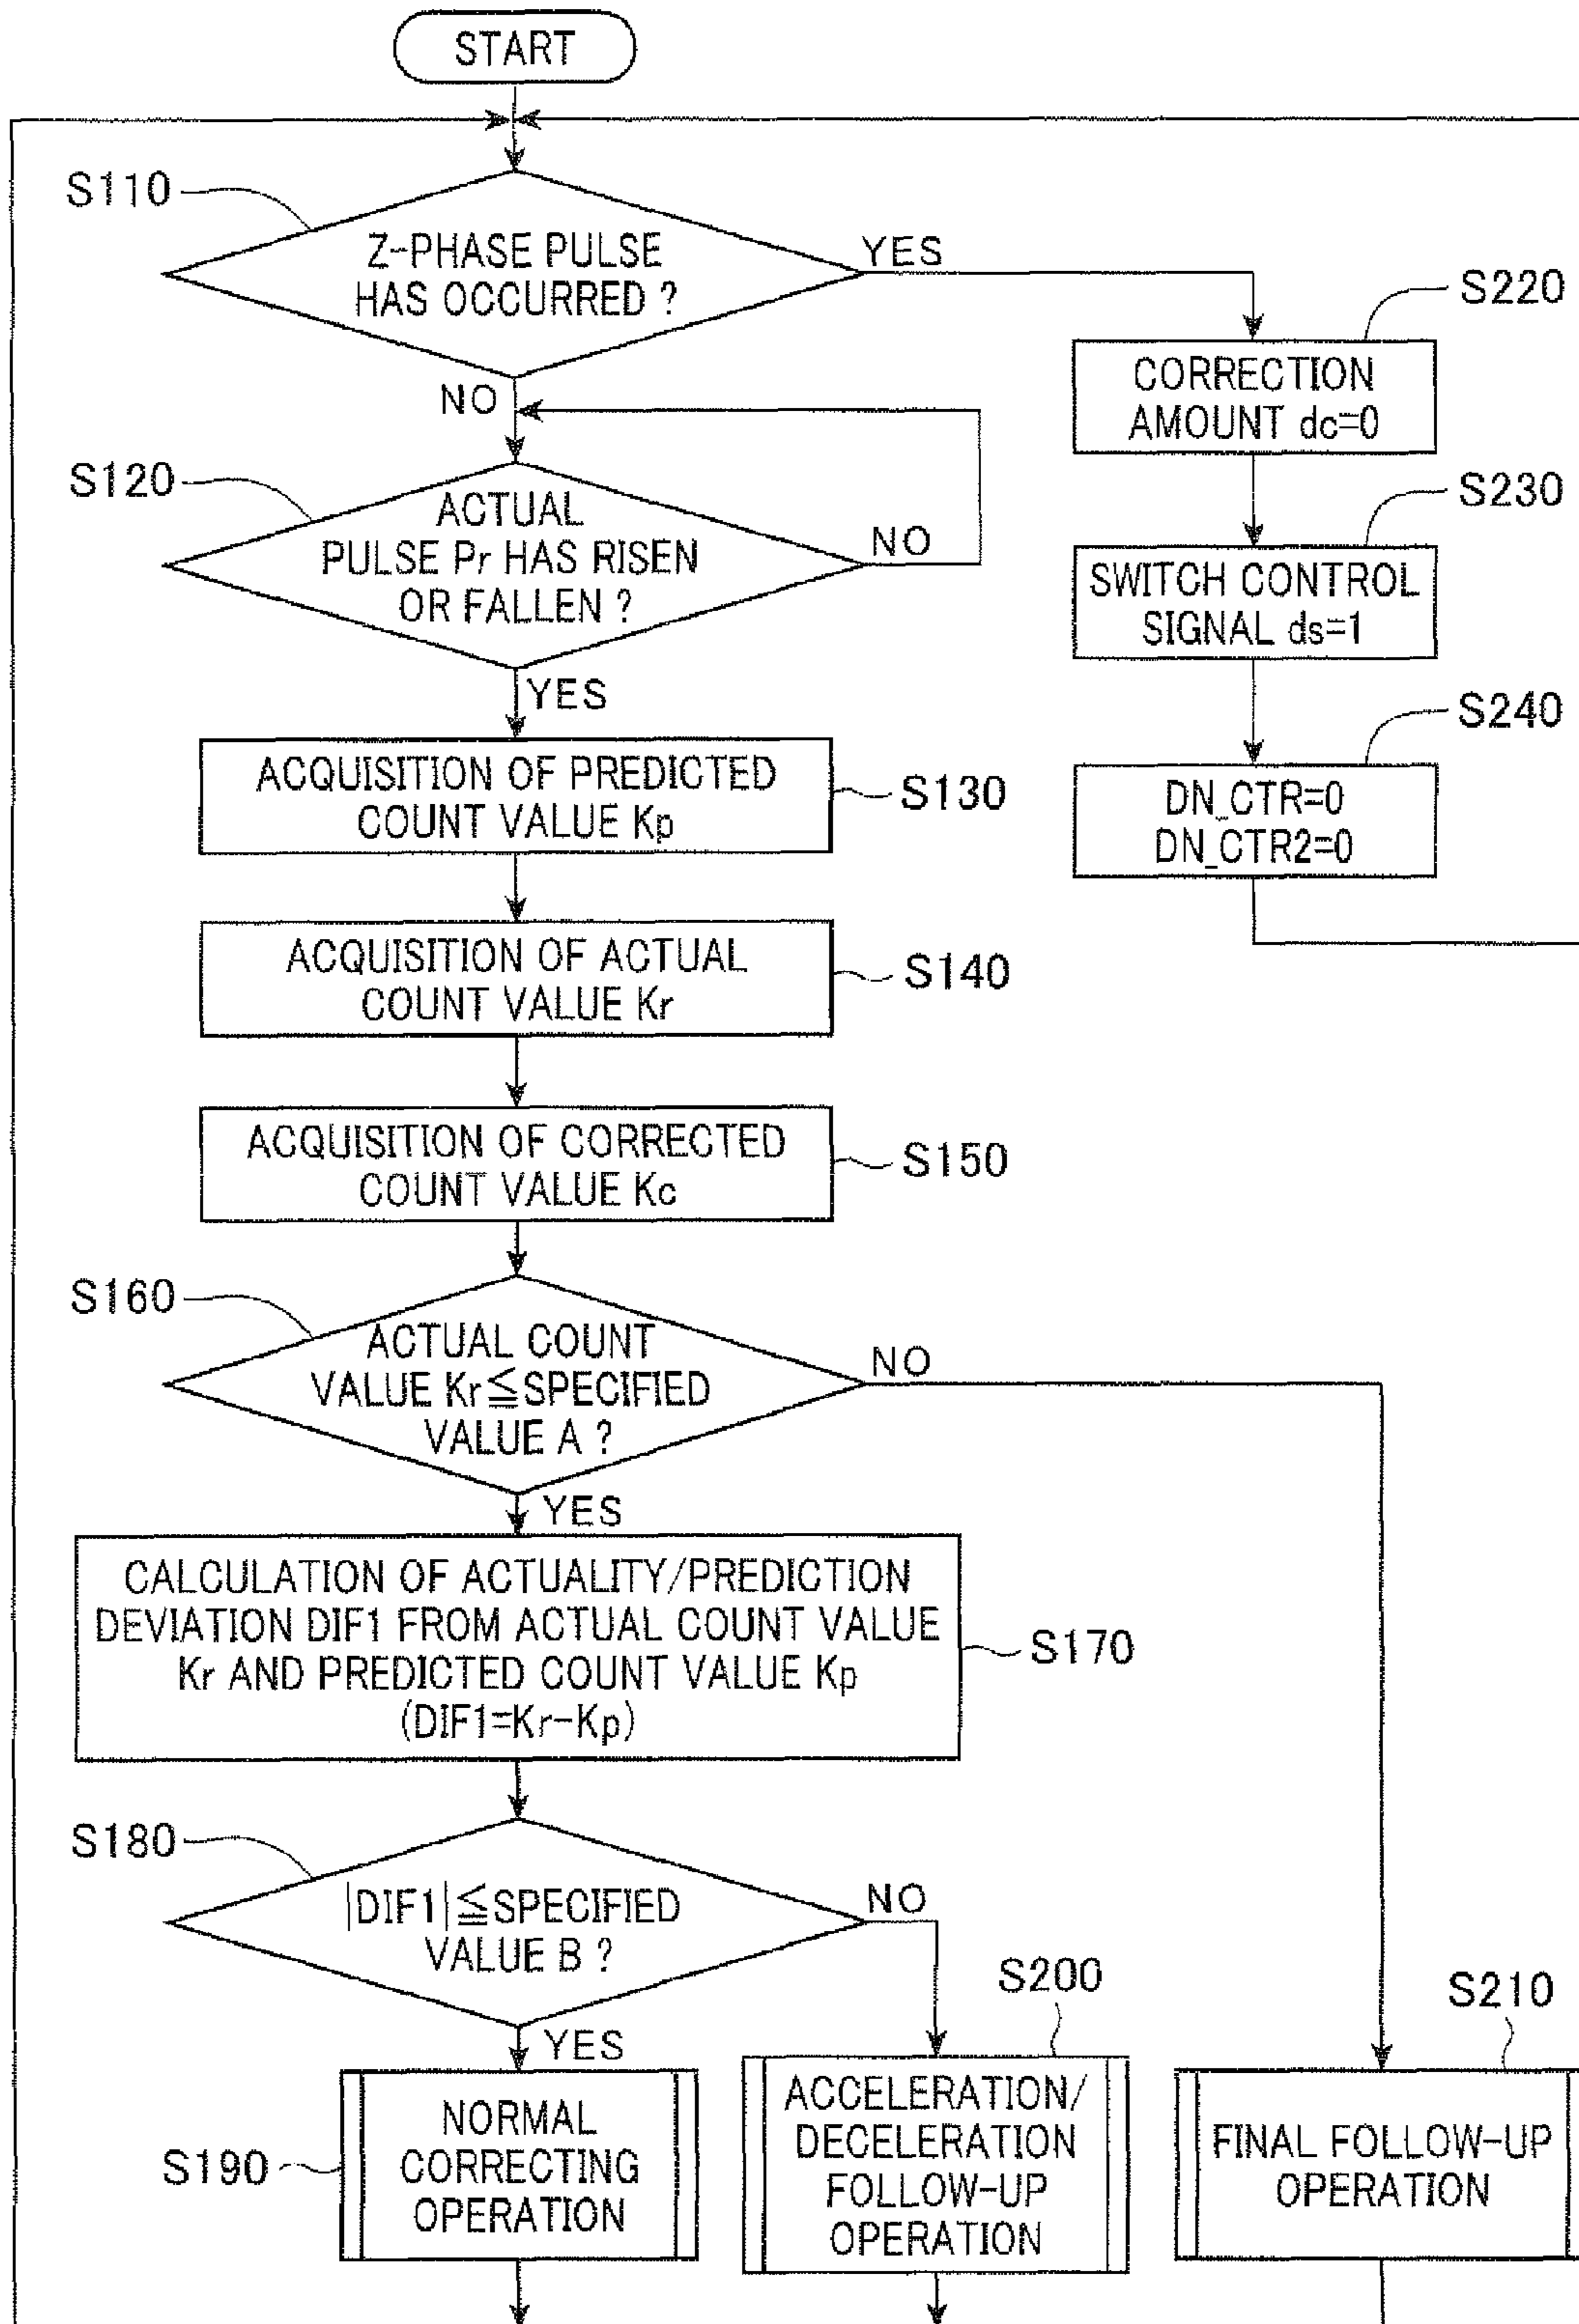 START
S110
Z-PHASE PULSE
HAS OCCURRED ?
YES
NO
S220
CORRECTION
AMOUNT dc=0
S120
ACTUAL
PULSE Pr HAS RISEN
OR FALLEN ?
NO
YES
S230
SWITCH CONTROL
SIGNAL ds=1
S240
DN_CTR=0
DN_CTR2=0
ACQUISITION OF PREDICTED
COUNT VALUE Kp
S130
ACQUISITION OF ACTUAL
COUNT VALUE Kr
S140
ACQUISITION OF CORRECTED
COUNT VALUE Kc
S150
S160
ACTUAL COUNT
VALUE Kr≦SPECIFIED
VALUE A ?
NO
YES
CALCULATION OF ACTUALITY/PREDICTION
DEVIATION DIF1 FROM ACTUAL COUNT VALUE
Kr AND PREDICTED COUNT VALUE Kp
(DIF1=Kr-Kp)
S170
S180
|DIF1|≦SPECIFIED
VALUE B ?
NO
YES
S190
NORMAL
CORRECTING
OPERATION
S200
ACCELERATION/
DECELERATION
FOLLOW-UP
OPERATION
S210
FINAL FOLLOW-UP
OPERATION